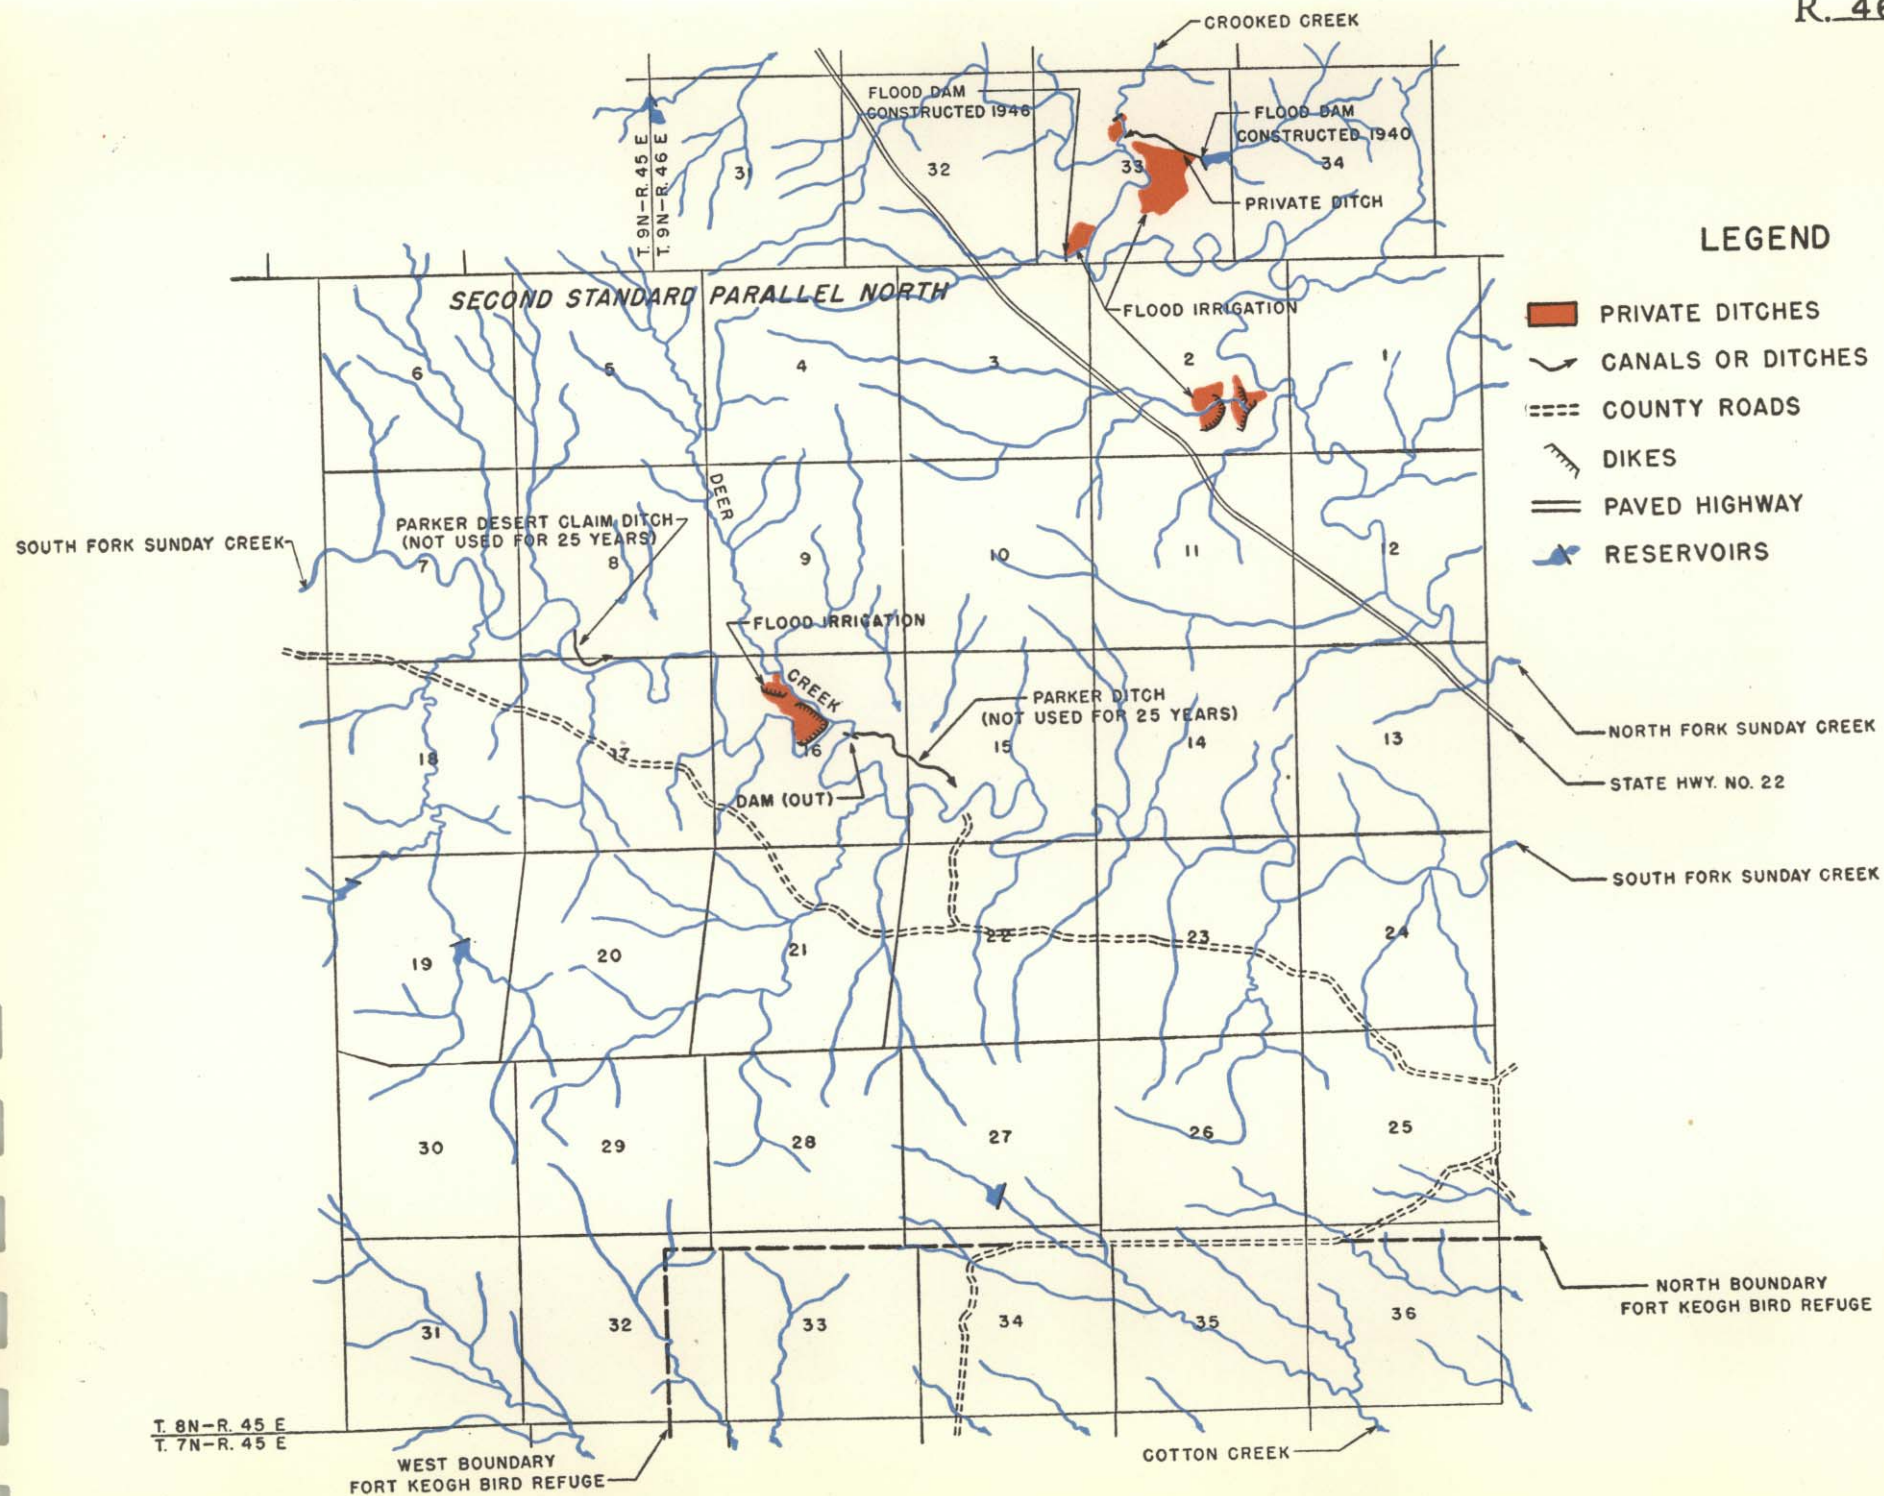 R. 46
CROOKED CREEK
FLOOD DAM
CONSTRUCTED 1946
FLOOD DAM
CONSTRUCTED 1940
T. 9N-R. 45 E
T. 9N-R. 46 E
31
32
33
34
PRIVATE DITCH
LEGEND
SECOND STANDARD PARALLEL NORTH
FLOOD IRRIGATION
PRIVATE DITCHES
CANALS OR DITCHES
COUNTY ROADS
DIKES
PAVED HIGHWAY
RESERVOIRS
6
5
4
3
2
1
DEER
PARKER DESERT CLAIM DITCH
(NOT USED FOR 25 YEARS)
SOUTH FORK SUNDAY CREEK
7
8
9
10
11
12
FLOOD IRRIGATION
CREEK
PARKER DITCH
(NOT USED FOR 25 YEARS)
18
17
16
15
14
13
DAM (OUT)
NORTH FORK SUNDAY CREEK
STATE HWY. NO. 22
SOUTH FORK SUNDAY CREEK
19
20
21
22
23
24
30
29
28
27
26
25
NORTH BOUNDARY
FORT KEOGH BIRD REFUGE
31
32
33
34
35
36
T. 8N-R. 45 E
T. 7N-R. 45 E
WEST BOUNDARY
FORT KEOGH BIRD REFUGE
COTTON CREEK